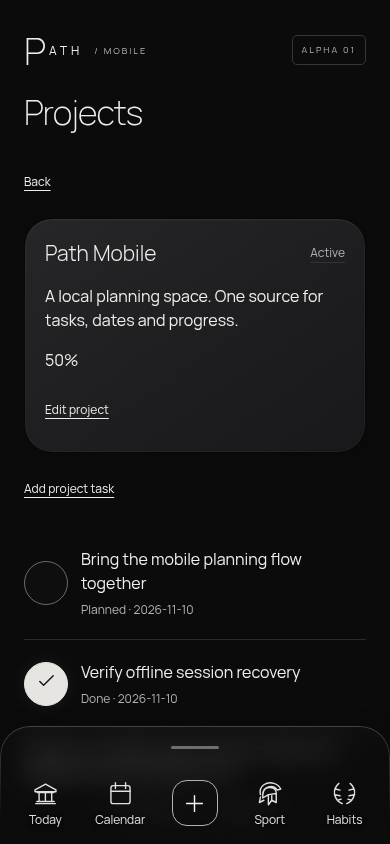 PATH / MOBILE
ALPHA 01
Projects
Back
Path Mobile
Active
A local planning space. One source for
tasks, dates and progress.
50%
Edit project
Add project task
Bring the mobile planning flow
together
Planned · 2026-11-10
Verify offline session recovery
Done · 2026-11-10
Today
Calendar
Sport
Habits